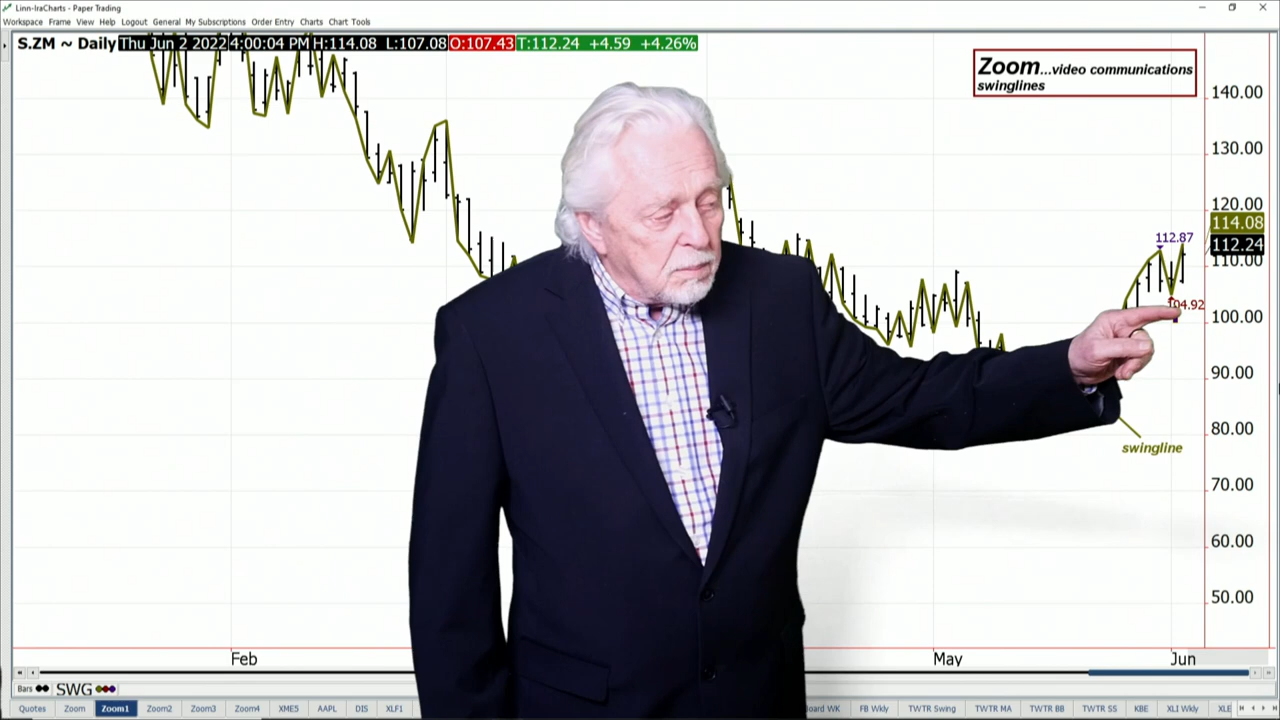 Linn-IraCharts - Paper Trading
Workspace Frame View Help Logout General My Subscriptions Order Entry Charts Chart Tools
S.ZM ~ Daily Thu Jun 2 2022 4:00:04 PM H:114.08 L:107.08 O:107.43 T:112.24 +4.59 +4.26%
Zoom...video communications
swinglines
140.00
130.00
120.00
114.08
112.87
112.24
110.00
104.92
100.00
90.00
80.00
swingline
70.00
60.00
50.00
Feb May Jun
Bars SWG
Quotes Zoom Zoom1 Zoom2 Zoom3 Zoom4 XME5 AAPL DIS XLF1 WK FB Wkly TWTR Swing TWTR MA TWTR BB TWTR SS KBE XLI Wkly XLE